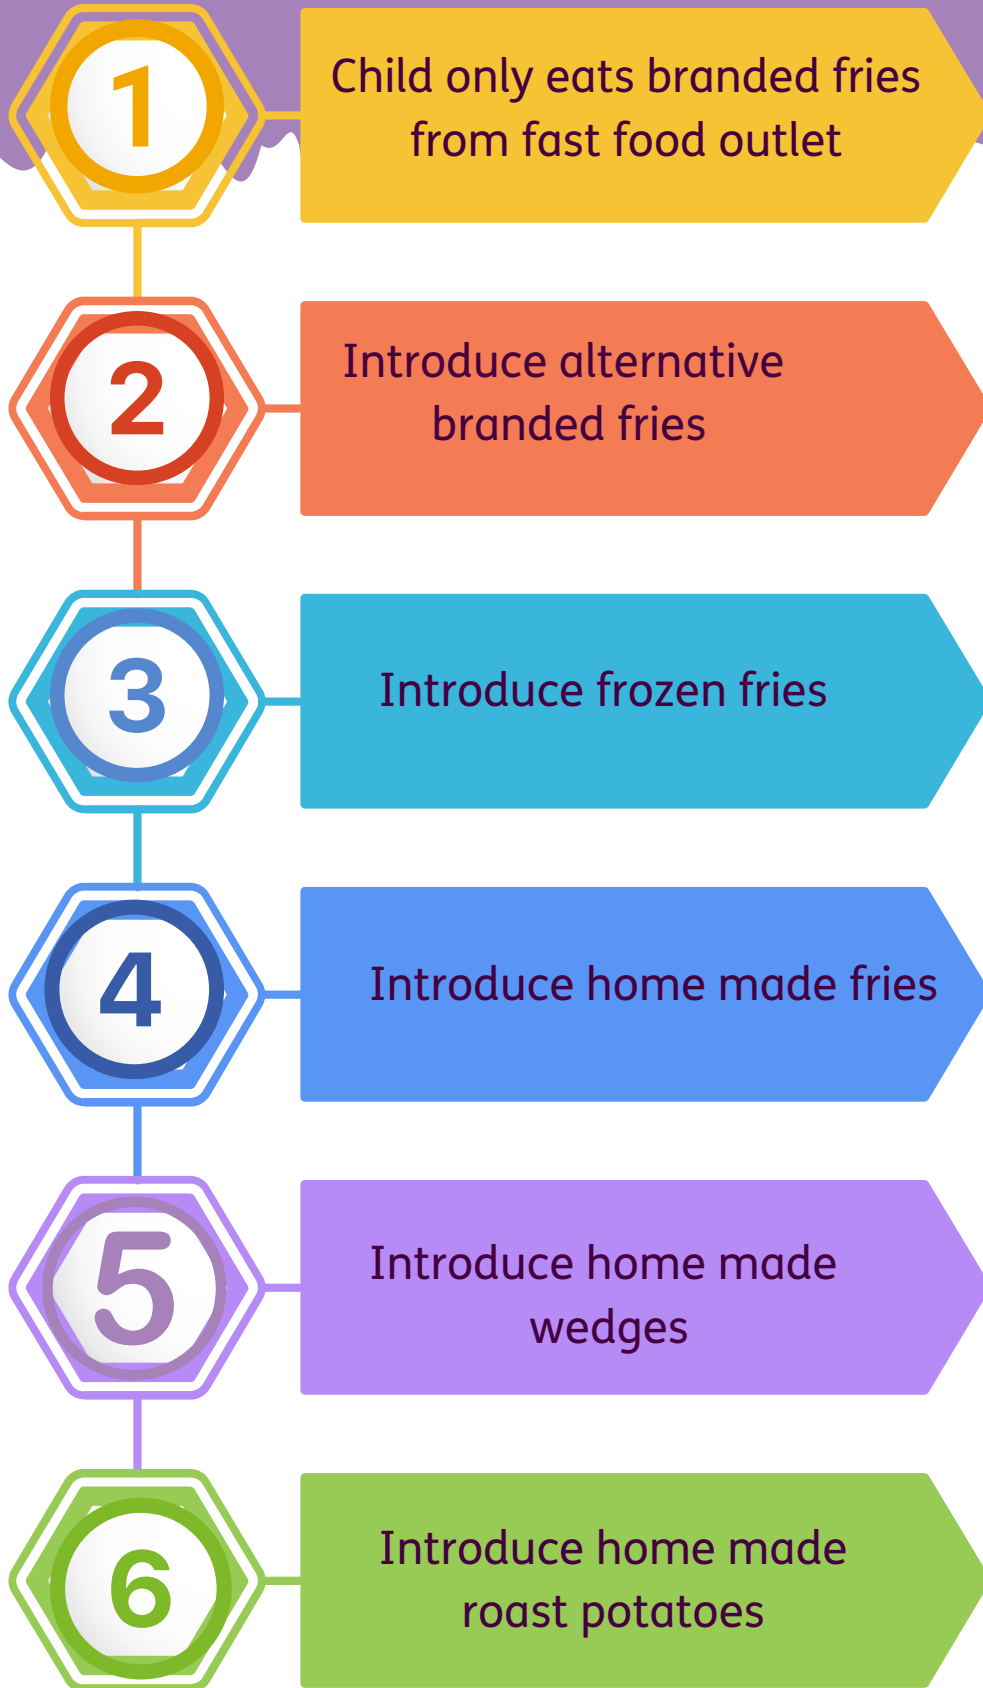 1
Child only eats branded fries
from fast food outlet
2
Introduce alternative
branded fries
3
Introduce frozen fries
4
Introduce home made fries
5
Introduce home made
wedges
6
Introduce home made
roast potatoes